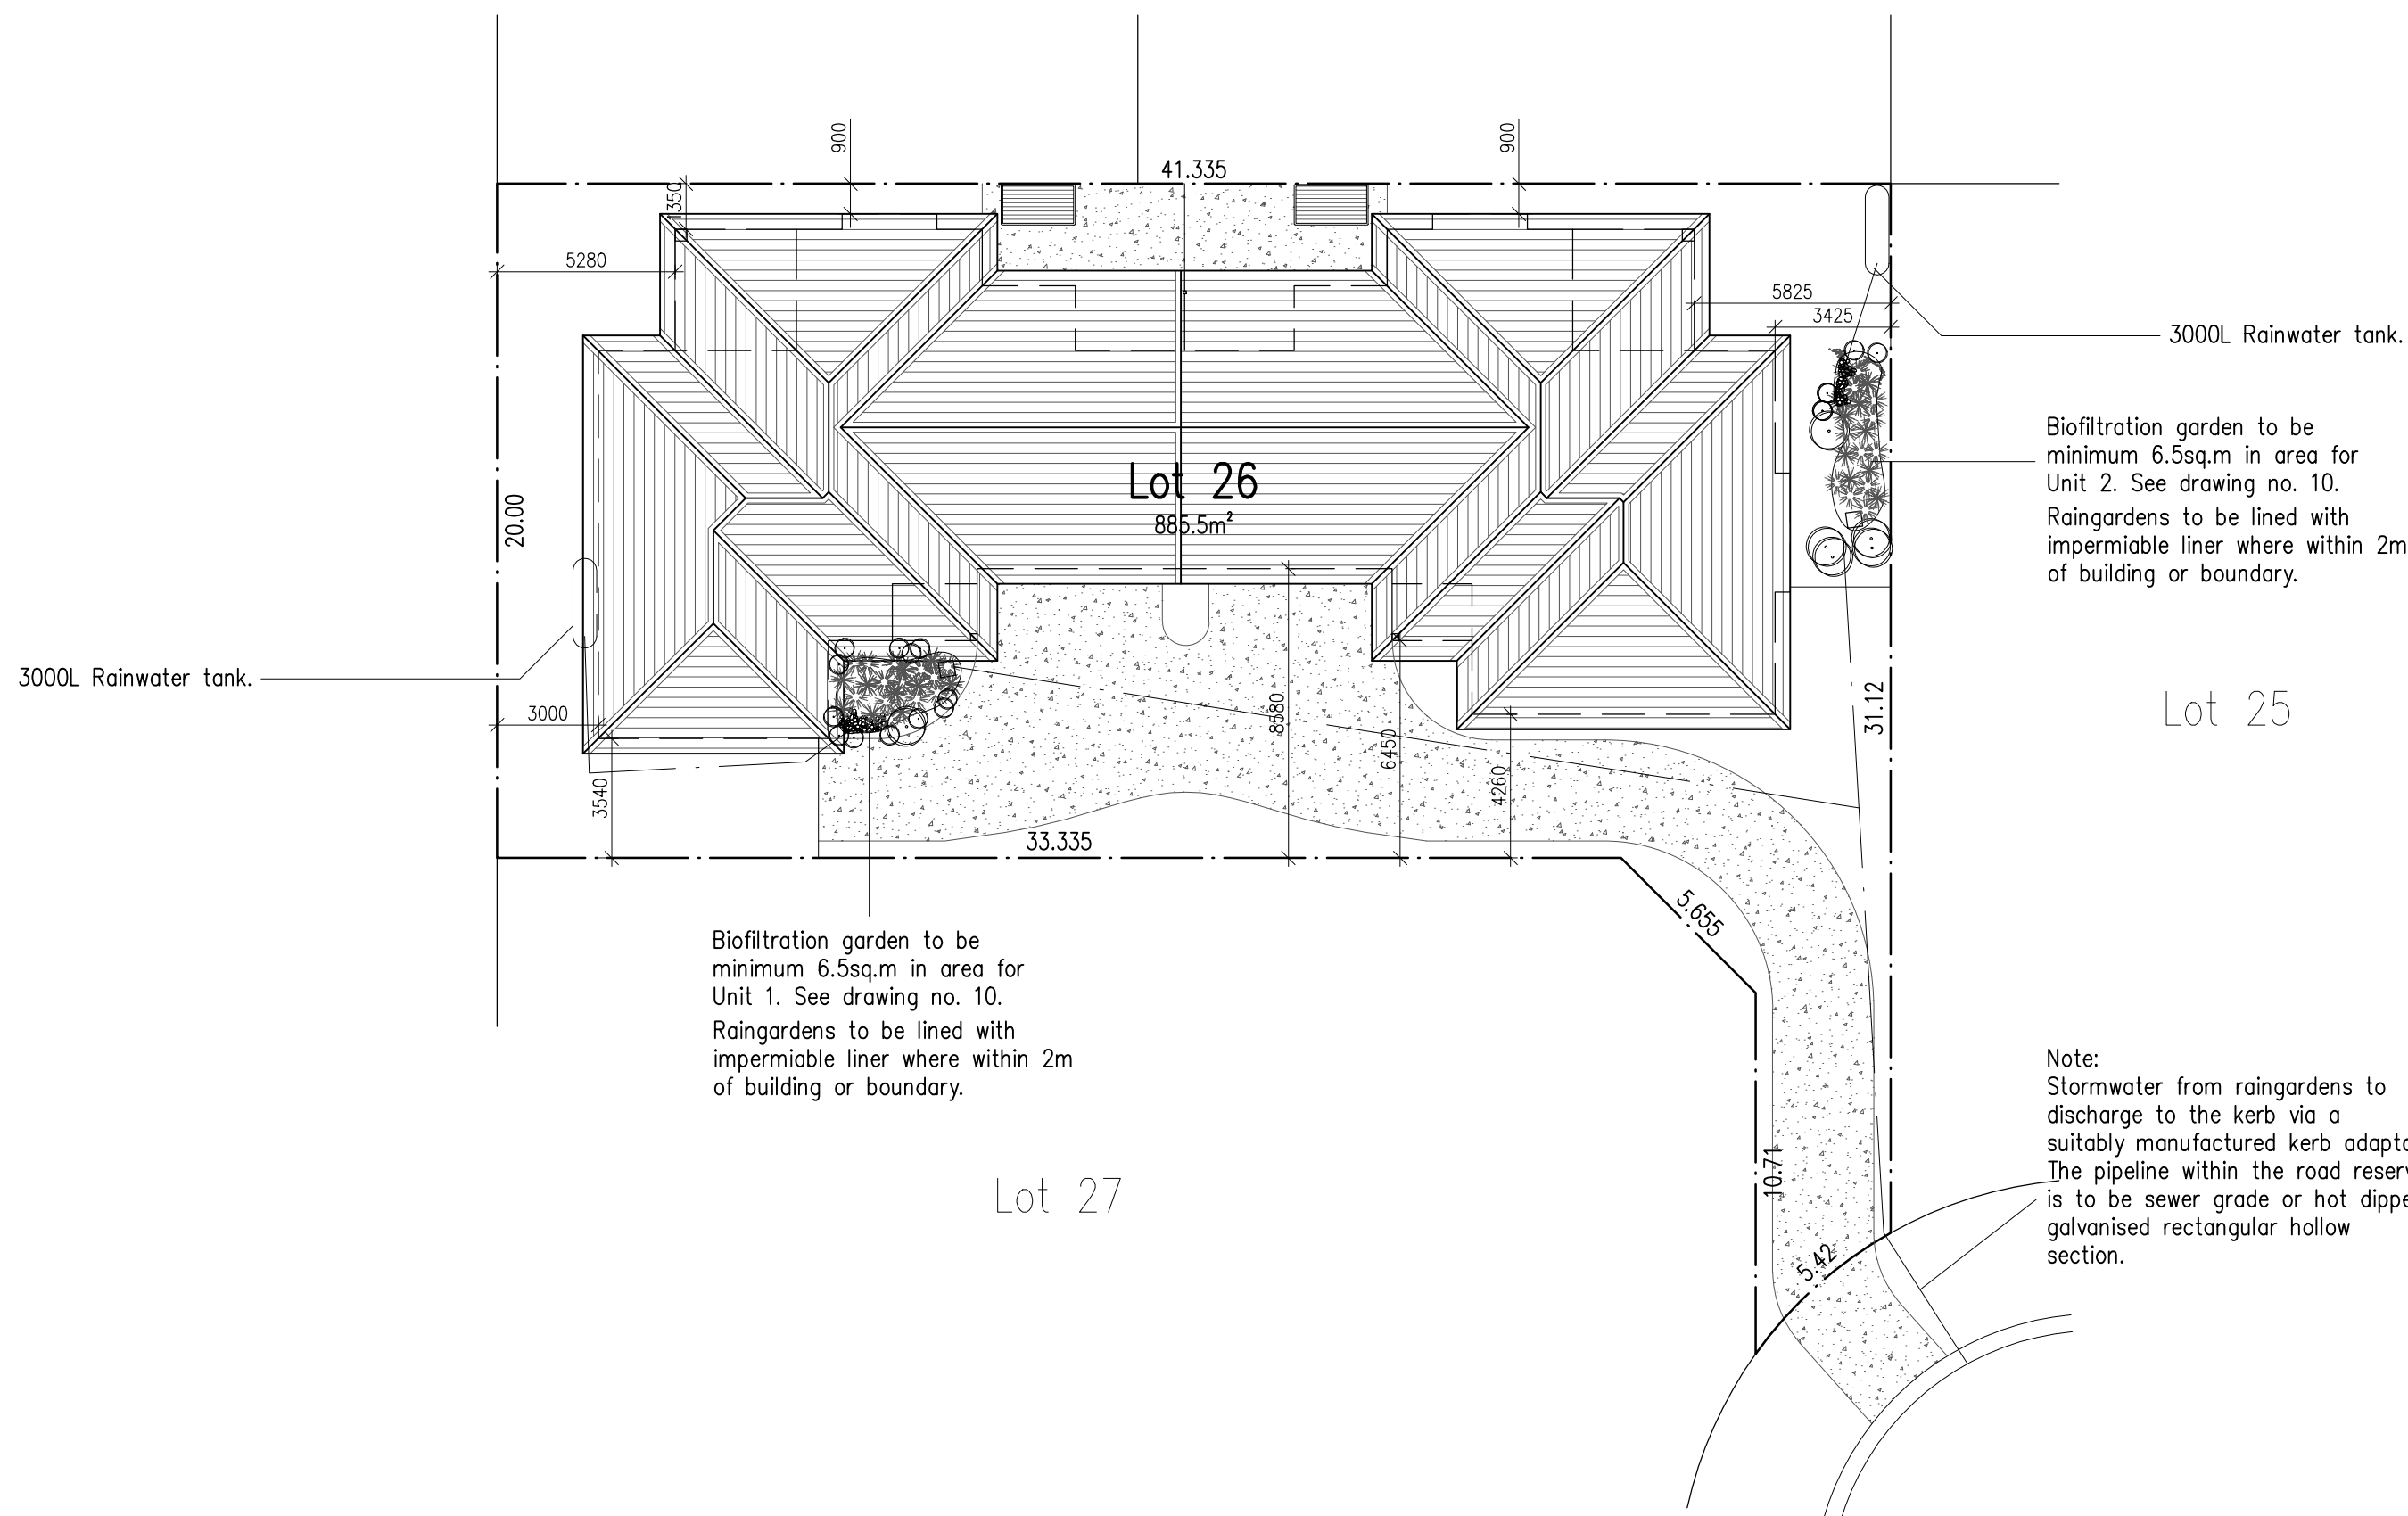 900
900
41.335
1350
5280
5825
3425
3000L Rainwater tank.
Biofiltration garden to be
minimum 6.5sq.m in area for
Unit 2. See drawing no. 10.
Raingardens to be lined with
impermiable liner where within 2m
of building or boundary.
Lot 26
885.5m²
20.00
3000L Rainwater tank.
3000
8580
6450
4260
31.12
Lot 25
3540
33.335
5.655
Biofiltration garden to be
minimum 6.5sq.m in area for
Unit 1. See drawing no. 10.
Raingardens to be lined with
impermiable liner where within 2m
of building or boundary.
Note:
Stormwater from raingardens to
discharge to the kerb via a
suitably manufactured kerb
The pipeline within the road
is to be sewer grade or hot
galvanised rectangular hollow
section.
Lot 27
10.71
5.42